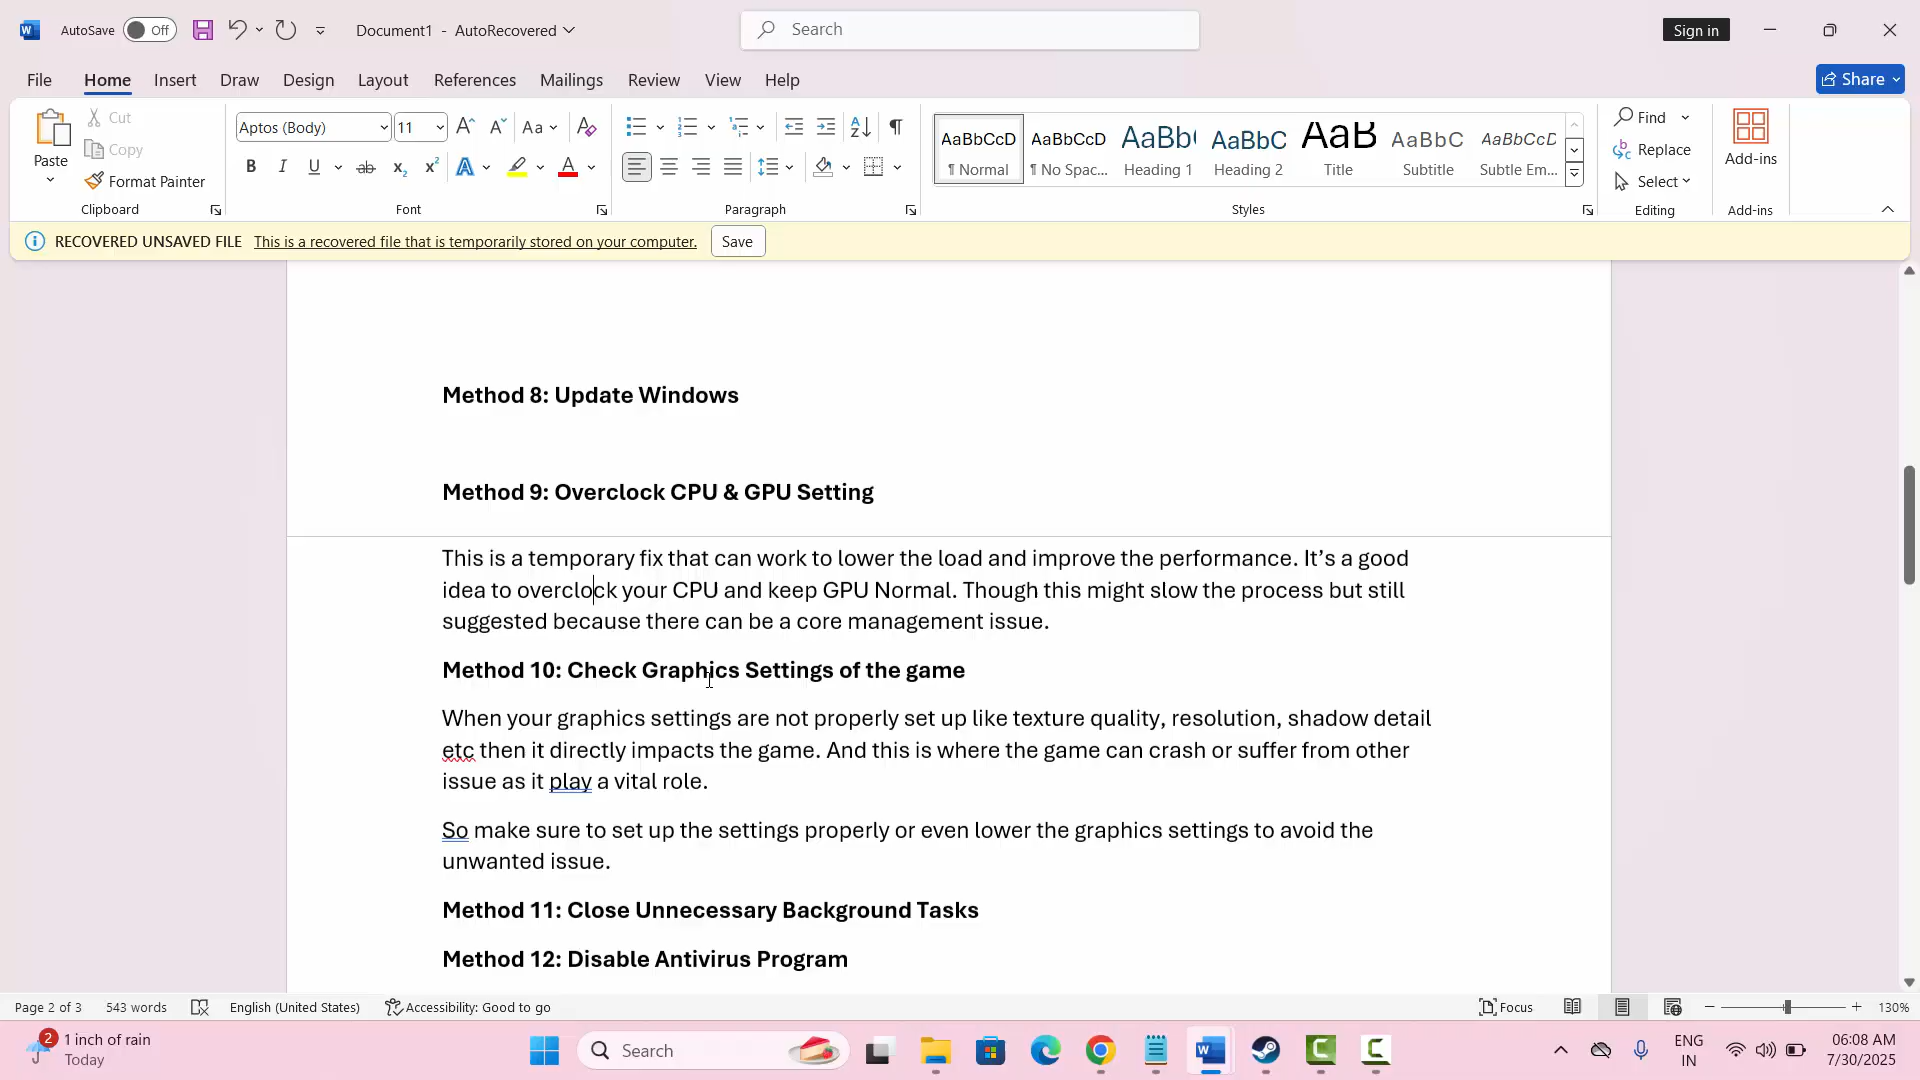 AutoSave Off Document1 - AutoRecovered Search Sign in
File Home Insert Draw Design Layout References Mailings Review View Help Share
Paste Cut Copy Format Painter Clipboard
Aptos (Body) 11 Font
Paragraph
AaBbCcD AaBbCcD AaBb( AaBbC AaB AaBbC AaBbCcD
¶ Normal ¶ No Spac... Heading 1 Heading 2 Title Subtitle Subtle Em...
Styles
Find Replace Select Editing
Add-ins Add-ins
RECOVERED UNSAVED FILE This is a recovered file that is temporarily stored on your computer. Save
Method 8: Update Windows
Method 9: Overclock CPU & GPU Setting
This is a temporary fix that can work to lower the load and improve the performance. It’s a good
idea to overclock your CPU and keep GPU Normal. Though this might slow the process but still
suggested because there can be a core management issue.
Method 10: Check Graphics Settings of the game
When your graphics settings are not properly set up like texture quality, resolution, shadow detail
etc then it directly impacts the game. And this is where the game can crash or suffer from other
issue as it play a vital role.
So make sure to set up the settings properly or even lower the graphics settings to avoid the
unwanted issue.
Method 11: Close Unnecessary Background Tasks
Method 12: Disable Antivirus Program
Page 2 of 3 543 words English (United States) Accessibility: Good to go Focus 130%
2 1 inch of rain Search ENG 06:08 AM
Today IN 7/30/2025